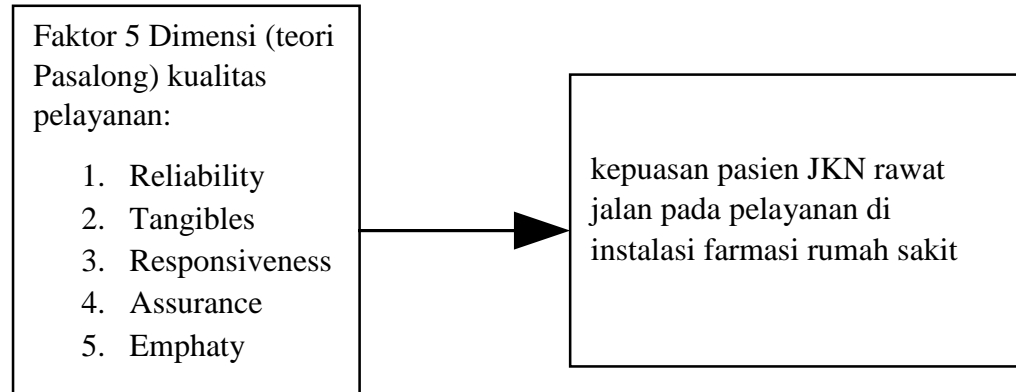 Faktor 5 Dimensi (teori
Pasalong) kualitas
pelayanan:
1. Reliability
2. Tangibles
3. Responsiveness
4. Assurance
5. Emphaty
kepuasan pasien JKN rawat
jalan pada pelayanan di
instalasi farmasi rumah sakit